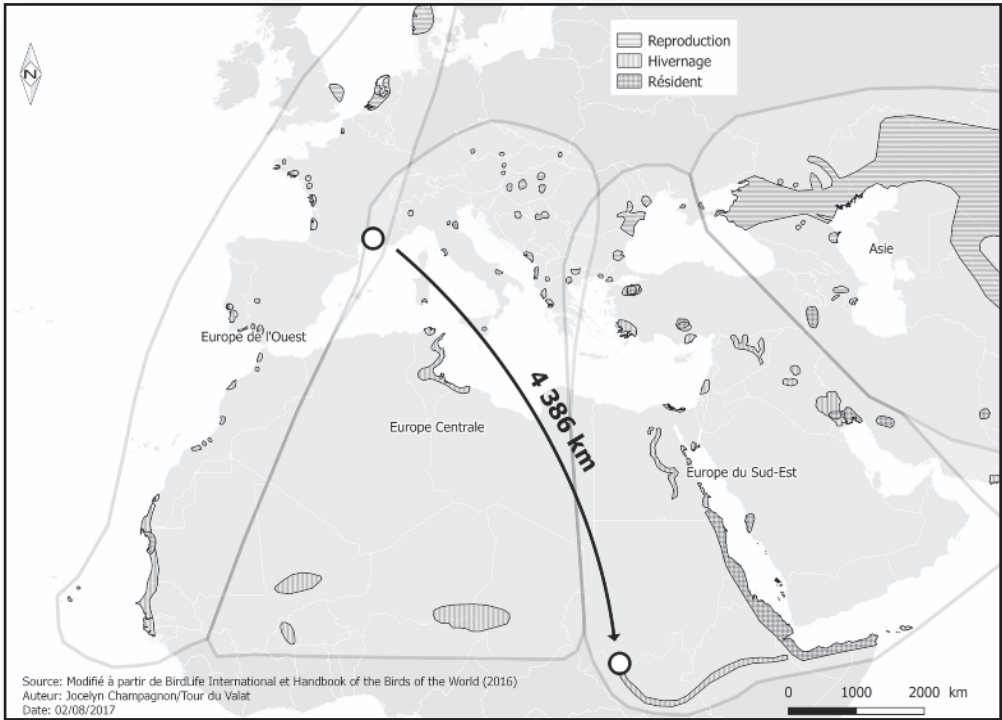 Reproduction
Hivernage
Résident
N
Asie
Europe de l'Ouest
4 386 km
Europe Centrale
Europe du Sud-Est
Source: Modifié à partir de BirdLife International et Handbook of the Birds of the World (2016)
Auteur: Jocelyn Champagnon/Tour du Valat
Date: 02/08/2017
0 1000 2000 km